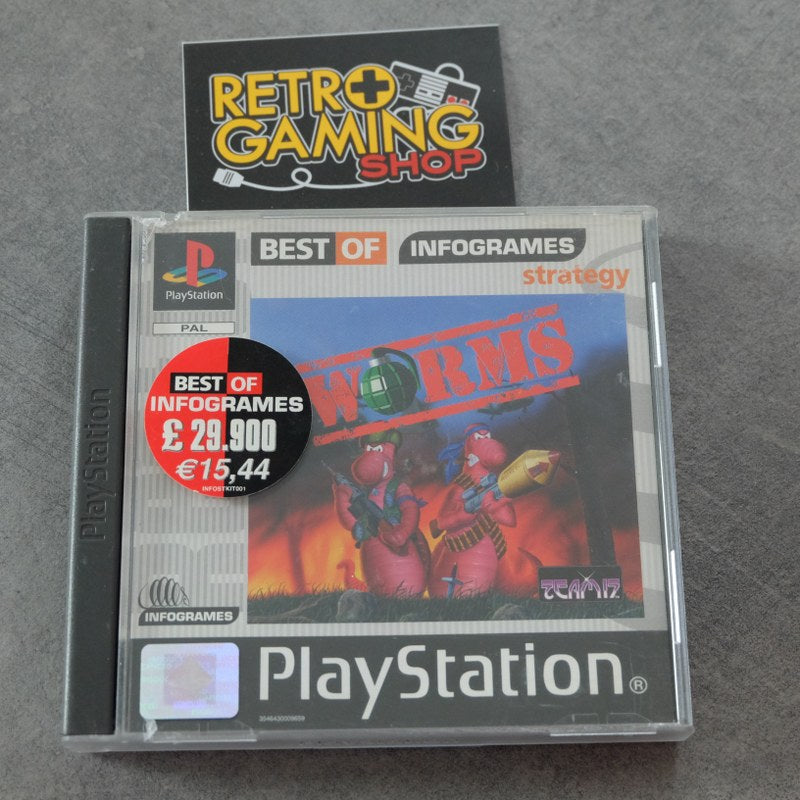 RETRO
GAMING
SHOP
PlayStation
BEST OF
INFOGRAMES
strategy
PAL
WORMS
BEST OF
INFOGRAMES
£ 29.900
€15,44
INFOSTKIT001
TEAM17
INFOGRAMES
PlayStation®
3546430009659
PlayStation